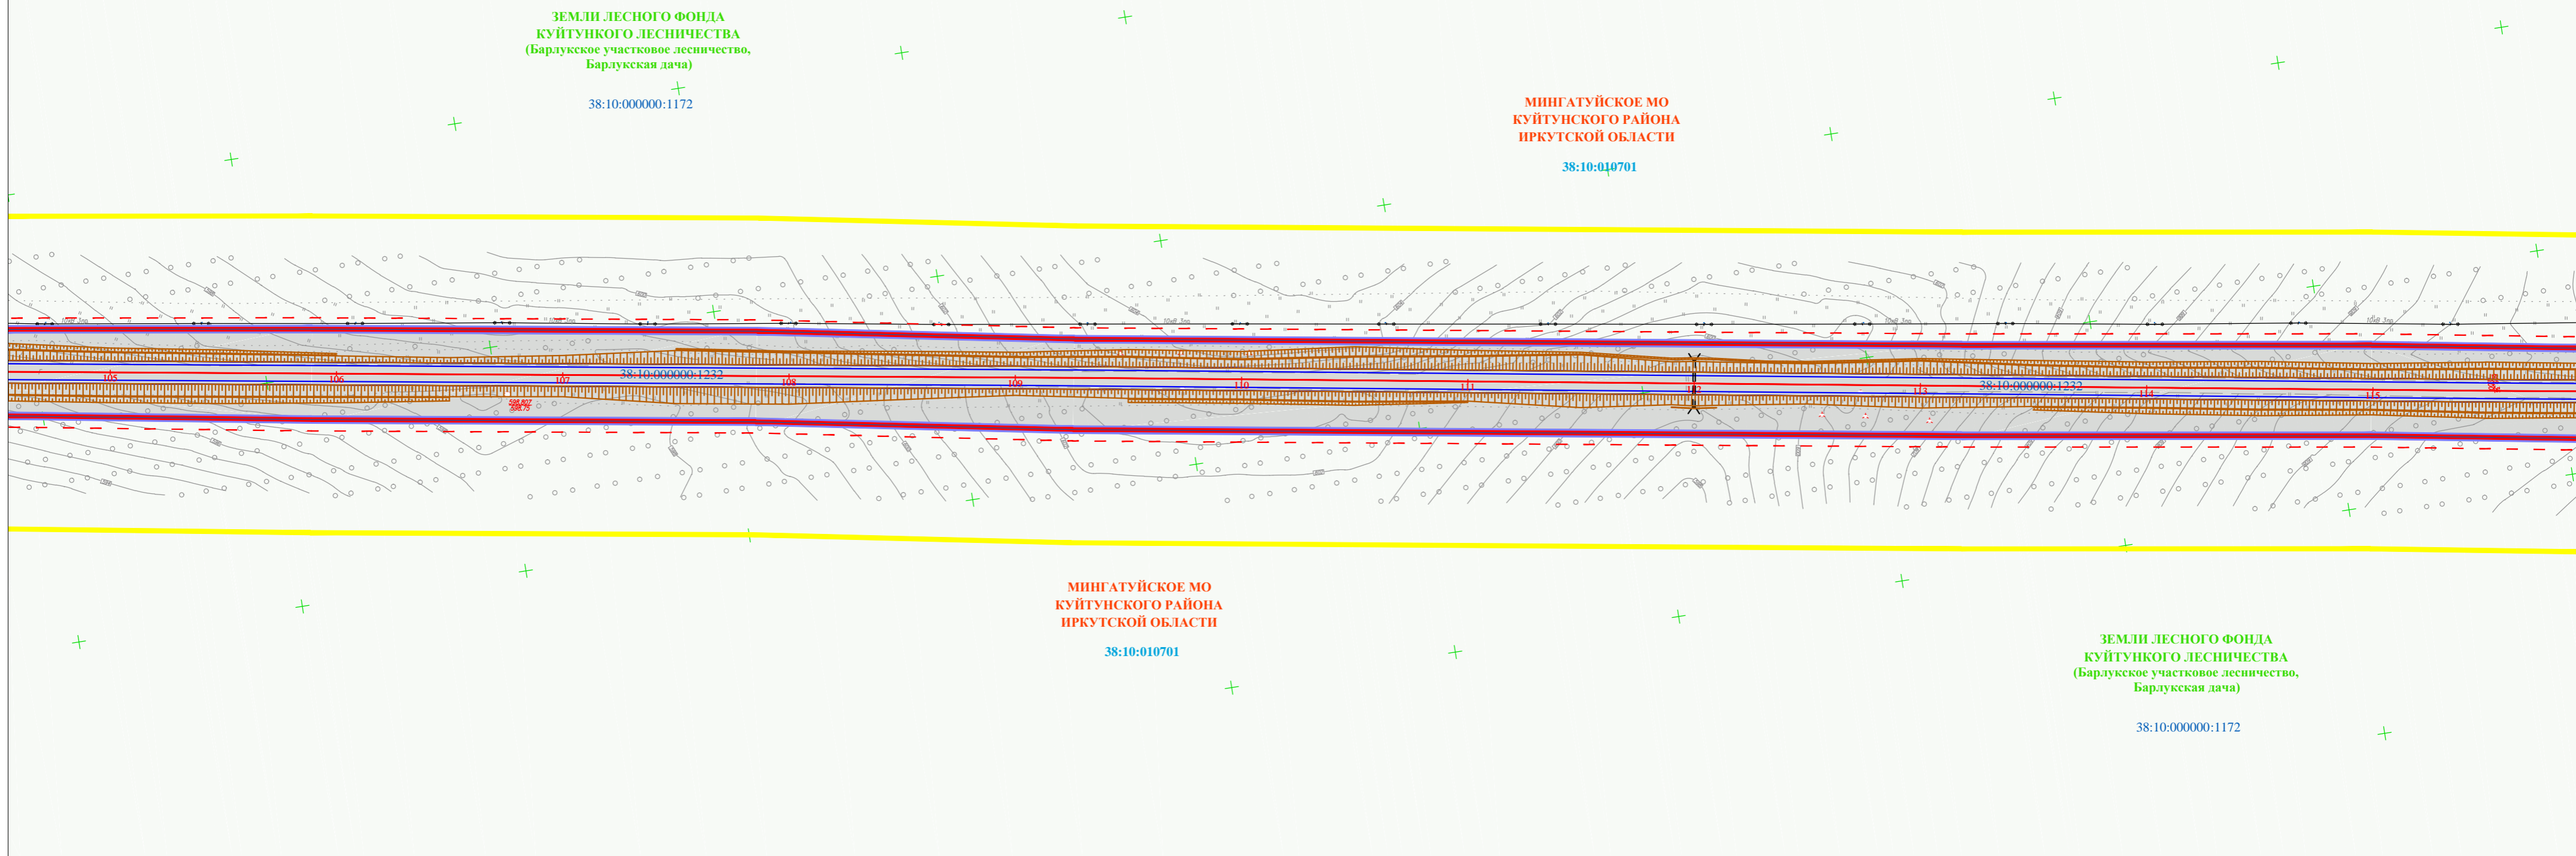 ЗЕМЛИ ЛЕСНОГО ФОНДА
КУЙТУНКОГО ЛЕСНИЧЕСТВА
(Барлукское участковое лесничество,
Барлукская дача)
38:10:000000:1172
МИНГАТУЙСКОЕ МО
КУЙТУНСКОГО РАЙОНА
ИРКУТСКОЙ ОБЛАСТИ
38:10:010701
105
106
107
38:10:000000:1232
108
109
110
111
112
113
38:10:000000:1232
114
115
МИНГАТУЙСКОЕ МО
КУЙТУНСКОГО РАЙОНА
ИРКУТСКОЙ ОБЛАСТИ
38:10:010701
ЗЕМЛИ ЛЕСНОГО ФОНДА
КУЙТУНКОГО ЛЕСНИЧЕСТВА
(Барлукское участковое лесничество,
Барлукская дача)
38:10:000000:1172